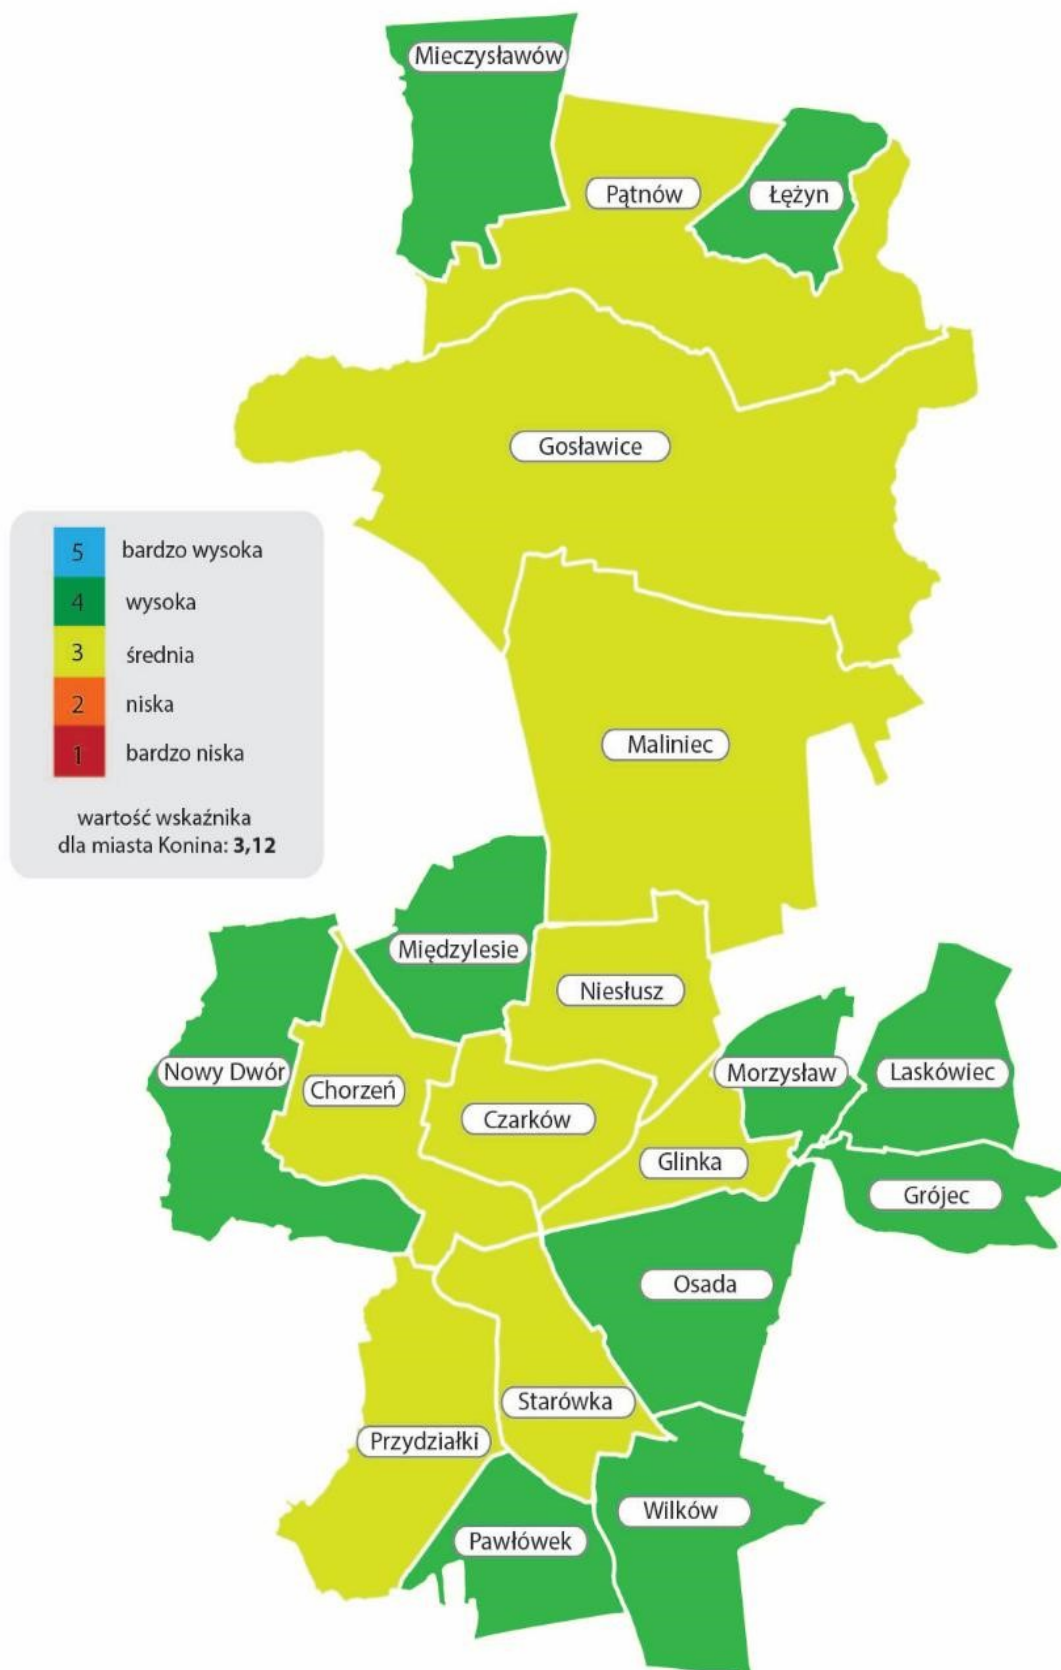 Mieczysławów
Pątnów
Łężyn
Gosławice
5 bardzo wysoka
4 wysoka
3 średnia
2 niska
1 bardzo niska
wartość wskaźnika
dla miasta Konina: 3,12
Maliniec
Międzylesie
Niesłusz
Nowy Dwór
Chorzeń
Czarków
Morzysław
Laskówiec
Glinka
Grójec
Osada
Starówka
Przydziałki
Wilków
Pawłówek